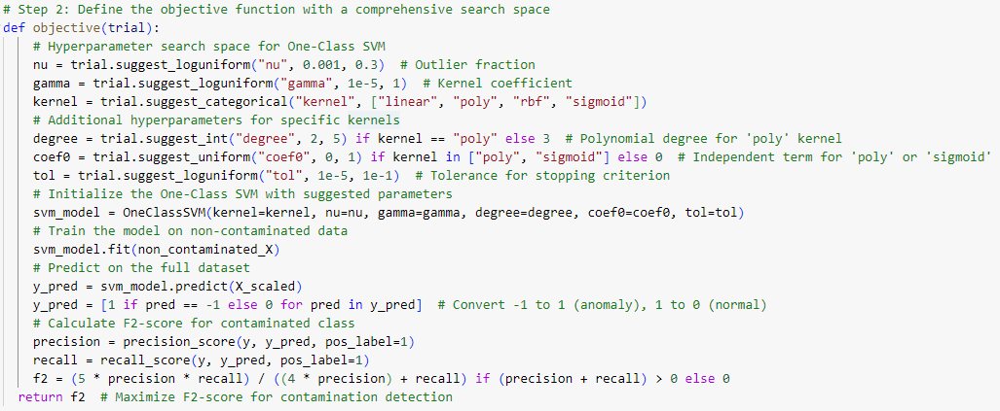 # Step 2: Define the objective function with a comprehensive search space
def objective(trial):
    # Hyperparameter search space for One-Class SVM
    nu = trial.suggest_loguniform("nu", 0.001, 0.3)  # Outlier fraction
    gamma = trial.suggest_loguniform("gamma", 1e-5, 1)  # Kernel coefficient
    kernel = trial.suggest_categorical("kernel", ["linear", "poly", "rbf", "sigmoid"])
    # Additional hyperparameters for specific kernels
    degree = trial.suggest_int("degree", 2, 5) if kernel == "poly" else 3  # Polynomial degree for 'poly' kernel
    coef0 = trial.suggest_uniform("coef0", 0, 1) if kernel in ["poly", "sigmoid"] else 0  # Independent term for 'poly' or 'sigmoid'
    tol = trial.suggest_loguniform("tol", 1e-5, 1e-1)  # Tolerance for stopping criterion
    # Initialize the One-Class SVM with suggested parameters
    svm_model = OneClassSVM(kernel=kernel, nu=nu, gamma=gamma, degree=degree, coef0=coef0, tol=tol)
    # Train the model on non-contaminated data
    svm_model.fit(non_contaminated_X)
    # Predict on the full dataset
    y_pred = svm_model.predict(X_scaled)
    y_pred = [1 if pred == -1 else 0 for pred in y_pred]  # Convert -1 to 1 (anomaly), 1 to 0 (normal)
    # Calculate F2-score for contaminated class
    precision = precision_score(y, y_pred, pos_label=1)
    recall = recall_score(y, y_pred, pos_label=1)
    f2 = (5 * precision * recall) / ((4 * precision) + recall) if (precision + recall) > 0 else 0
  return f2  # Maximize F2-score for contamination detection